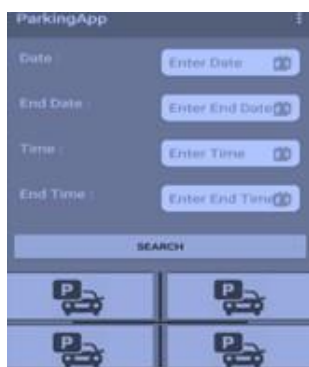 ParkingApp
Date : Enter Date
End Date : Enter End Date
Time : Enter Time
End Time : Enter End Time
SEARCH
P P
P P